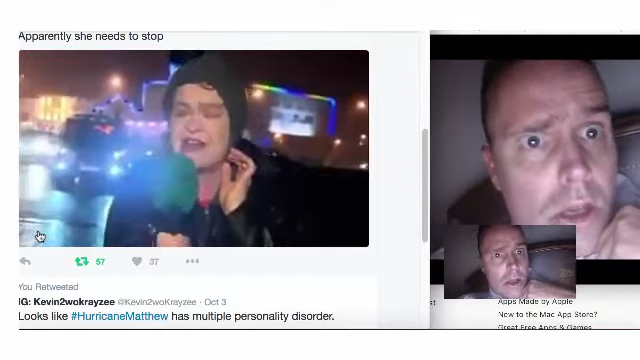 Apparently she needs to stop
57
37
You Retweeted
IG: Kevin2wokrayzee @Kevin2woKrayzee · Oct 3
Looks like #HurricaneMatthew has multiple personality disorder.
Apps Made by Apple
New to the Mac App Store?
Great Free Apps & Games